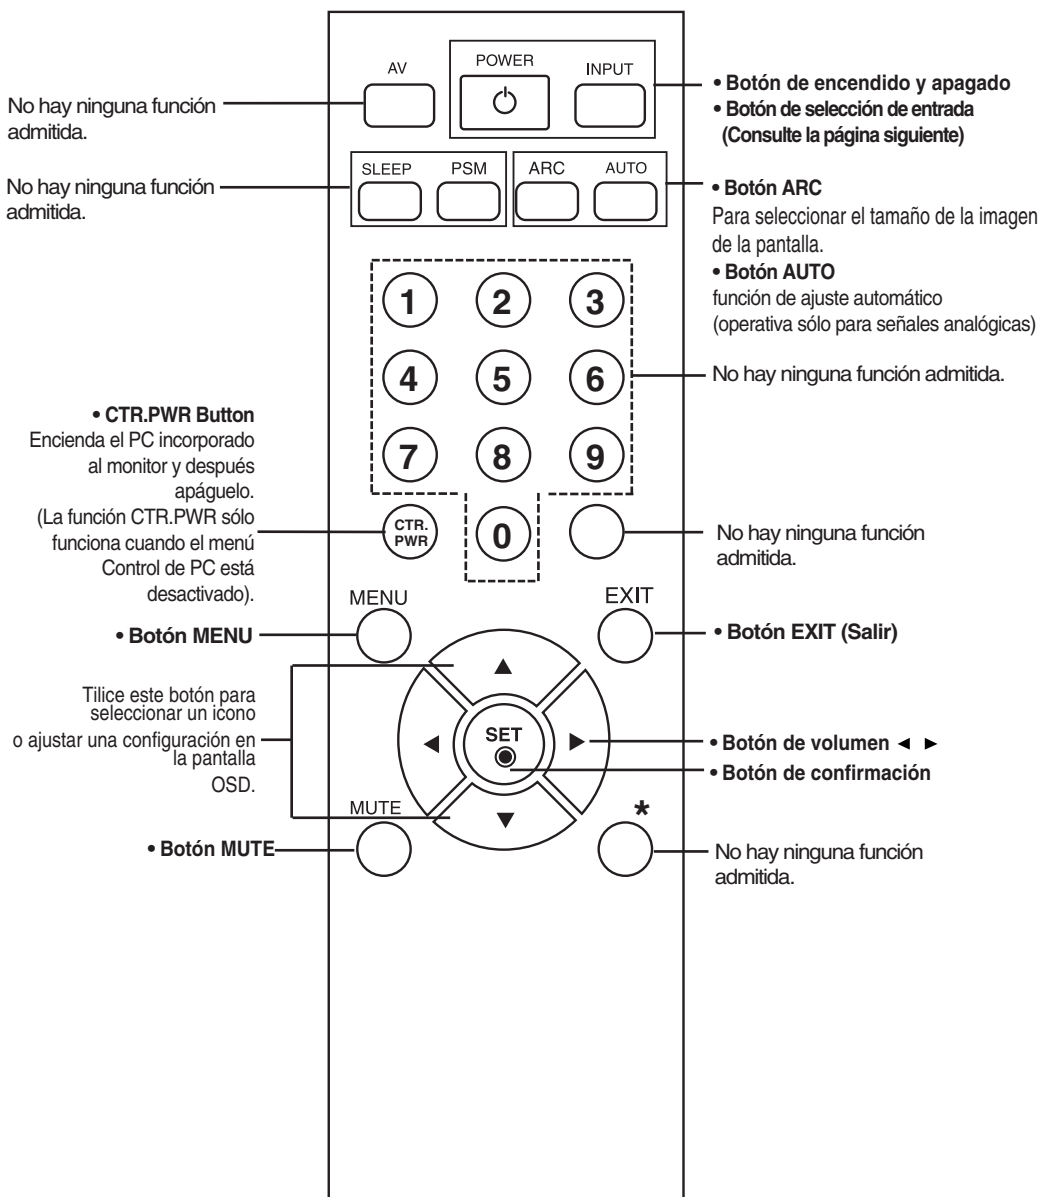 AV
POWER
INPUT
No hay ninguna función
admitida.
• Botón de encendido y apagado
• Botón de selección de entrada
(Consulte la página siguiente)
SLEEP
PSM
ARC
AUTO
No hay ninguna función
admitida.
• Botón ARC
Para seleccionar el tamaño de la imagen
de la pantalla.
• Botón AUTO
función de ajuste automático
(operativa sólo para señales analógicas)
1
2
3
4
5
6
7
8
9
CTR.
PWR
0
No hay ninguna función admitida.
• CTR.PWR Button
Encienda el PC incorporado
al monitor y después
apáguelo.
(La función CTR.PWR sólo
funciona cuando el menú
Control de PC está
desactivado).
No hay ninguna función
admitida.
MENU
EXIT
• Botón MENU
• Botón EXIT (Salir)
Tilice este botón para
seleccionar un icono
o ajustar una configuración en
la pantalla
OSD.
▲
◄
SET
►
▼
• Botón de volumen ◄ ►
• Botón de confirmación
MUTE
*
• Botón MUTE
No hay ninguna función
admitida.